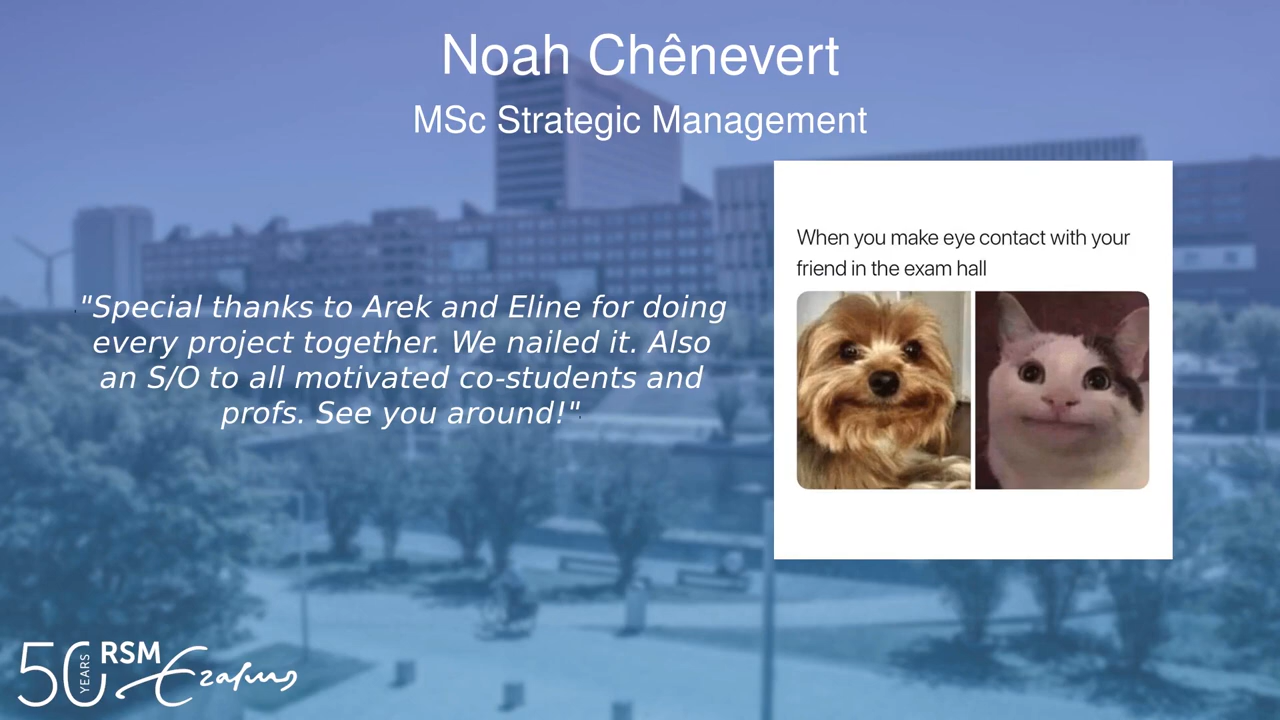 Noah Chênevert
MSc Strategic Management
When you make eye contact with your
friend in the exam hall
"Special thanks to Arek and Eline for doing
every project together. We nailed it. Also
an S/O to all motivated co-students and
profs. See you around!"
50 YEARS RSM Erasmus